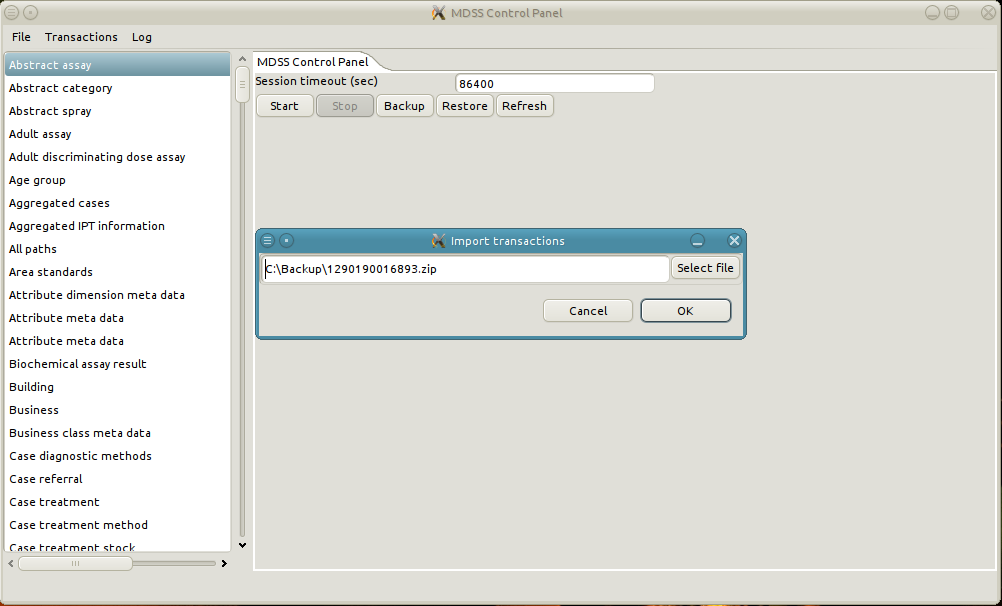 MDSS Control Panel
File Transactions Log
Abstract assay
Abstract category
Abstract spray
Adult assay
Adult discriminating dose assay
Age group
Aggregated cases
Aggregated IPT information
All paths
Area standards
Attribute dimension meta data
Attribute meta data
Attribute meta data
Biochemical assay result
Building
Business
Business class meta data
Case diagnostic methods
Case referral
Case treatment
Case treatment method
Case treatment stock
MDSS Control Panel
Session timeout (sec) 86400
Start Stop Backup Restore Refresh
Import transactions
C:\Backup\1290190016893.zip Select file
Cancel OK